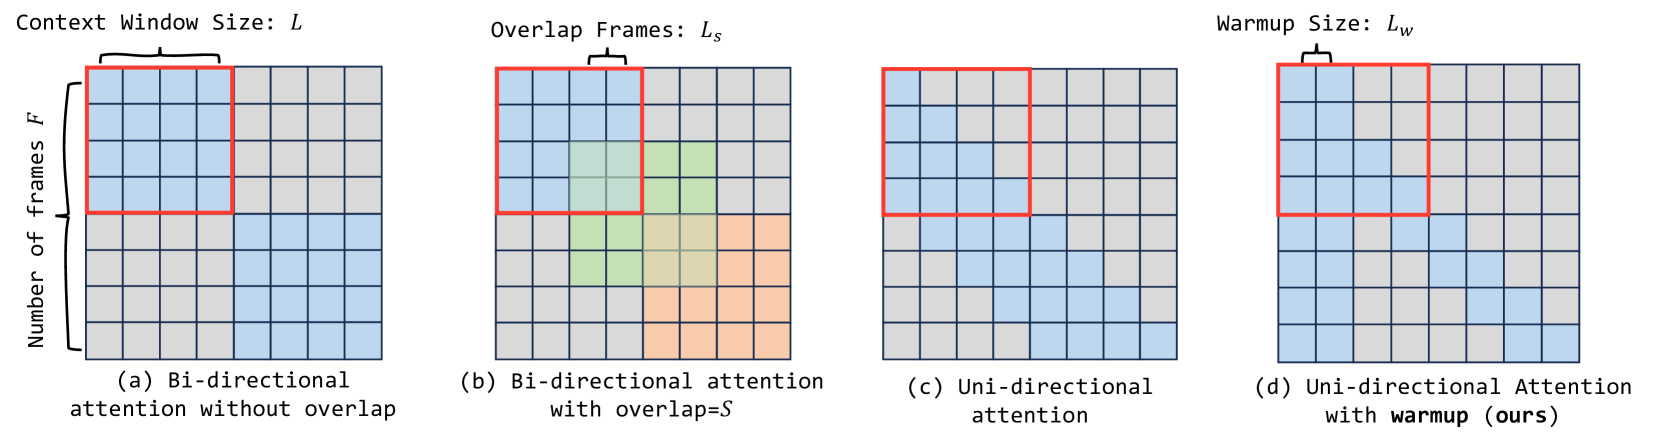 Context Window Size: L
Overlap Frames: Lₛ
Warmup Size: L_w
Number of frames F
(a) Bi-directional
attention without overlap
(b) Bi-directional attention
with overlap=S
(c) Uni-directional
attention
(d) Uni-directional Attention
with warmup (ours)